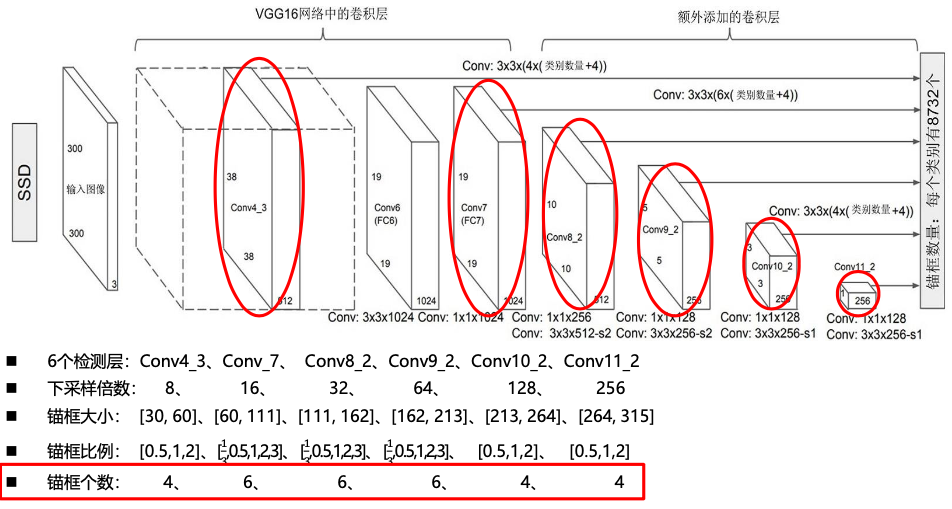 VGG16网络中的卷积层
额外添加的卷积层
Conv: 3x3x(4x(类别数量+4))
Conv: 3x3x(6x(类别数量+4))
Conv: 3x3x(4x(类别数量+4))
SSD
300
输入图像
300
3
38
Conv4_3
38
512
19
Conv6
(FC6)
19
1024
19
Conv7
(FC7)
19
1024
10
Conv8_2
10
512
5
Conv9_2
5
256
3
Conv10_2
3
256
Conv11_2
1
256
锚框数量:每个类别有8732个
Conv: 3x3x1024
Conv: 1x1x1024
Conv: 1x1x256
Conv: 3x3x512-s2
Conv: 1x1x128
Conv: 3x3x256-s2
Conv: 1x1x128
Conv: 3x3x256-s1
Conv: 1x1x128
Conv: 3x3x256-s1
■ 6个检测层:Conv4_3、Conv_7、 Conv8_2、Conv9_2、Conv10_2、Conv11_2
■ 下采样倍数: 8、 16、 32、 64、 128、 256
■ 锚框大小: [30, 60]、[60, 111]、[111, 162]、[162, 213]、[213, 264]、[264, 315]
■ 锚框比例: [0.5,1,2]、[1/3,0.5,1,2,3]、[1/3,0.5,1,2,3]、[1/3,0.5,1,2,3]、 [0.5,1,2]、 [0.5,1,2]
■ 锚框个数: 4、 6、 6、 6、 4、 4